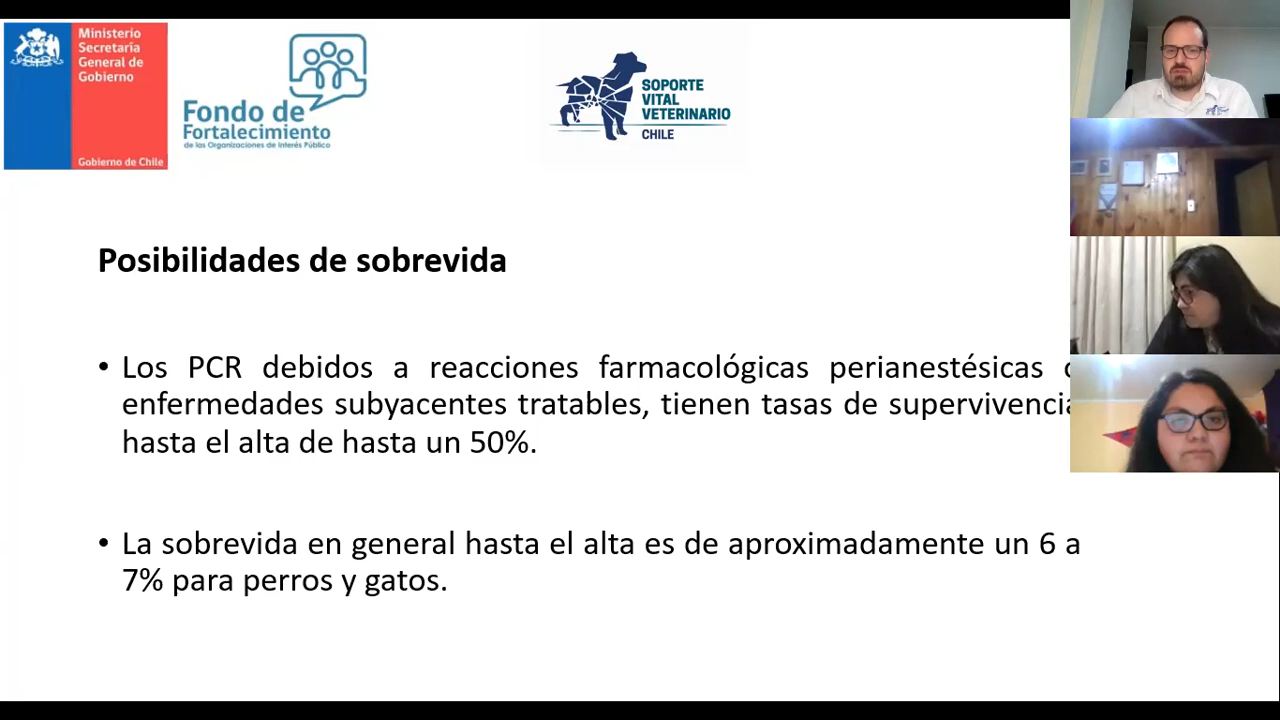 Ministerio
Secretaría
General de
Gobierno
Gobierno de Chile
Fondo de
Fortalecimiento
de las Organizaciones de Interés Público
SOPORTE
VITAL
VETERINARIO
CHILE
Posibilidades de sobrevida
• Los PCR debidos a reacciones farmacológicas perianestésicas
enfermedades subyacentes tratables, tienen tasas de supervivencia
hasta el alta de hasta un 50%.
• La sobrevida en general hasta el alta es de aproximadamente un 6 a
7% para perros y gatos.